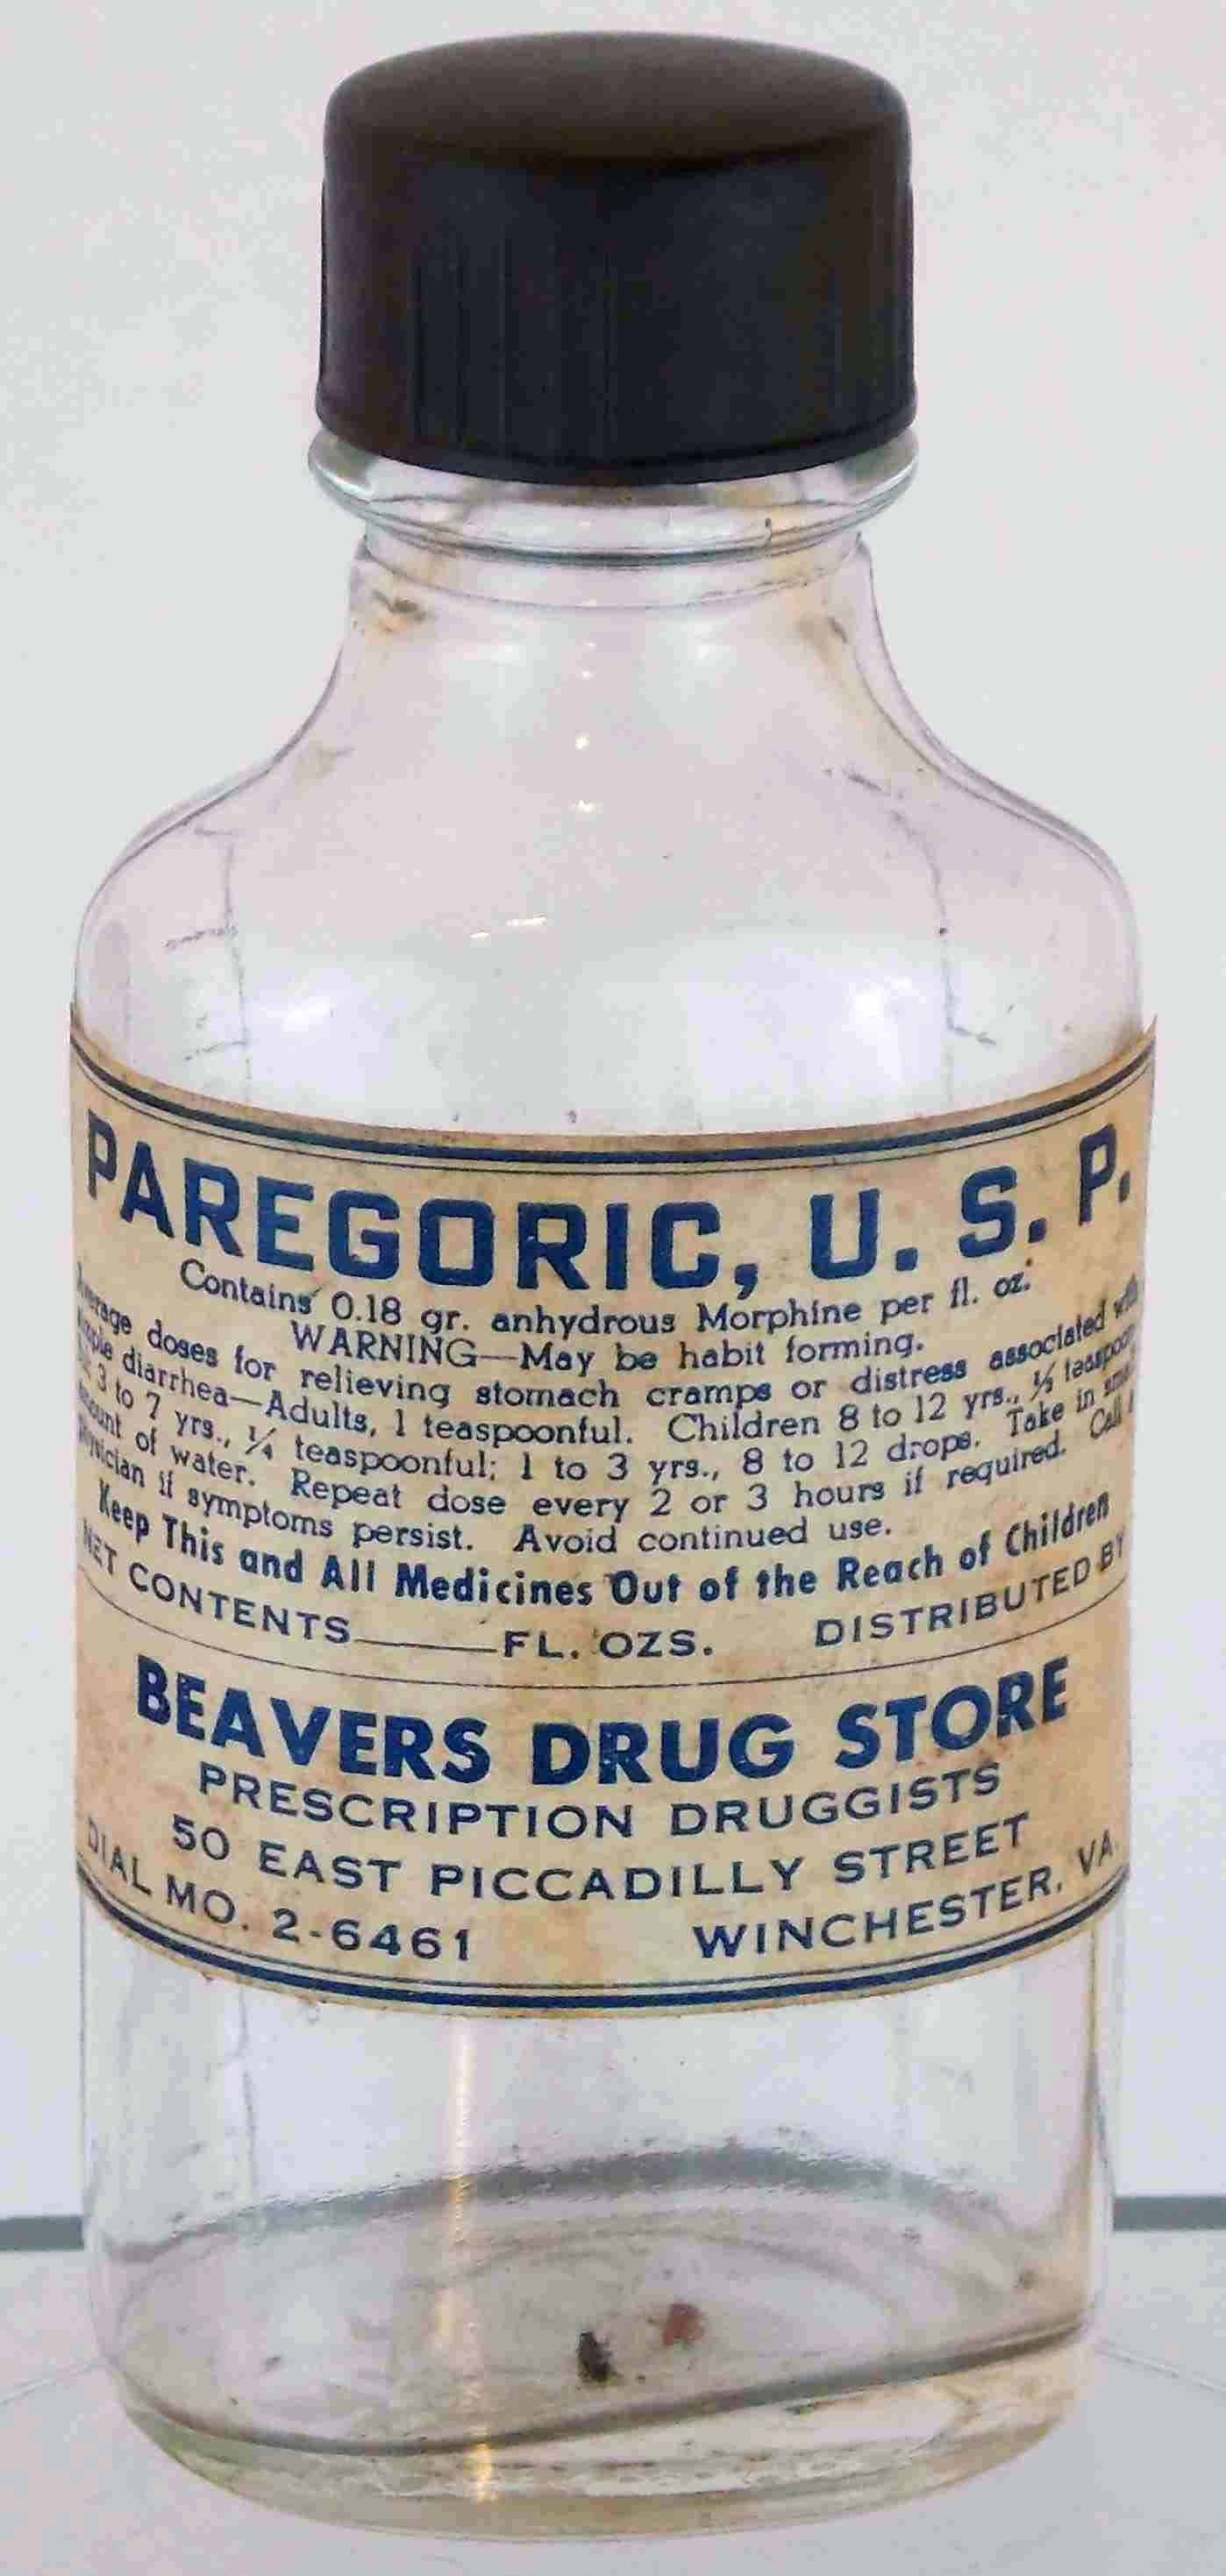 PAREGORIC, U. S. P.
Contains 0.18 gr. anhydrous Morphine per fl. oz.
WARNING—May be habit forming.
Average doses for relieving stomach cramps or distress associated with
simple diarrhea—Adults, 1 teaspoonful. Children 8 to 12 yrs.,
3 to 7 yrs., ¼ teaspoonful; 1 to 3 yrs., 8 to 12 drops. Take in
of water. Repeat dose every 2 or 3 hours if required. Call
if symptoms persist. Avoid continued use.
Keep This and All Medicines Out of the Reach of Children
NET CONTENTS FL. OZS. DISTRIBUTED BY
BEAVERS DRUG STORE
PRESCRIPTION DRUGGISTS
50 EAST PICCADILLY STREET
DIAL MO. 2-6461 WINCHESTER, VA.